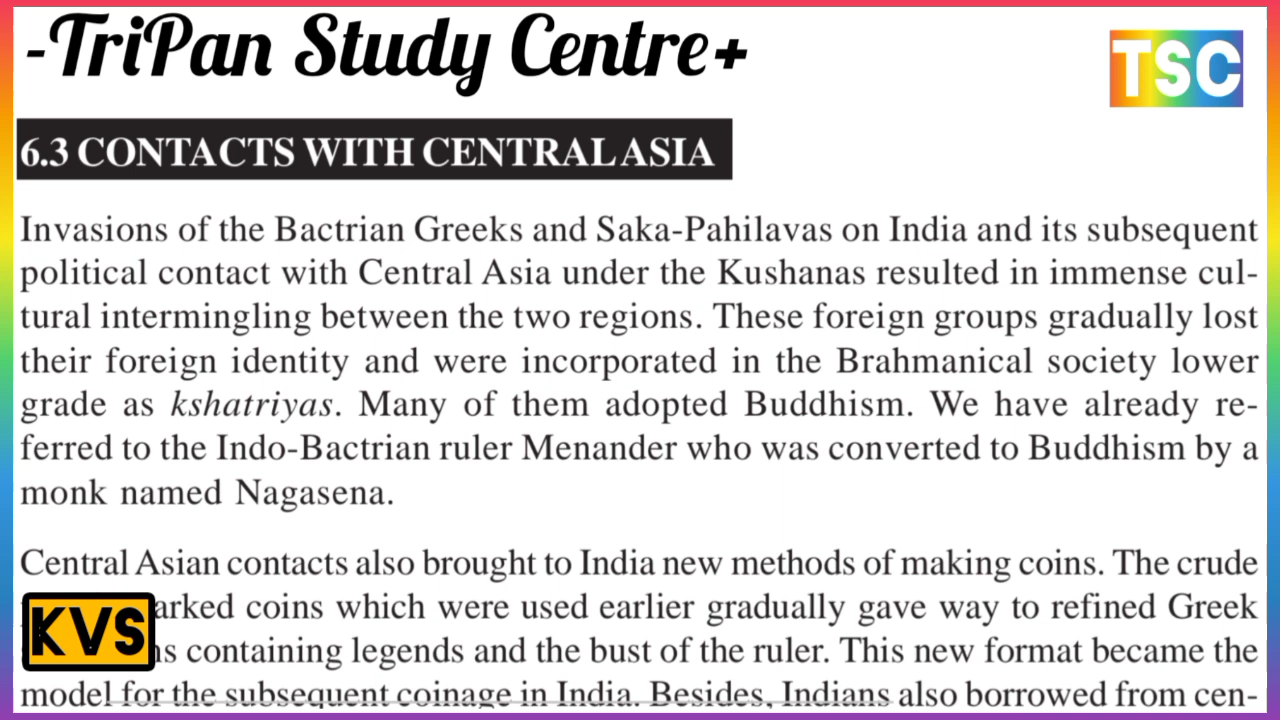 -TriPan Study Centre+
TSC
6.3 CONTACTS WITH CENTRAL ASIA
Invasions of the Bactrian Greeks and Saka-Pahilavas on India and its subsequent
political contact with Central Asia under the Kushanas resulted in immense cul-
tural intermingling between the two regions. These foreign groups gradually lost
their foreign identity and were incorporated in the Brahmanical society lower
grade as kshatriyas. Many of them adopted Buddhism. We have already re-
ferred to the Indo-Bactrian ruler Menander who was converted to Buddhism by a
monk named Nagasena.
Central Asian contacts also brought to India new methods of making coins. The crude
coins which were used earlier gradually gave way to refined Greek
containing legends and the bust of the ruler. This new format became the
model for the subsequent coinage in India. Besides, Indians also borrowed from cen-
KVS